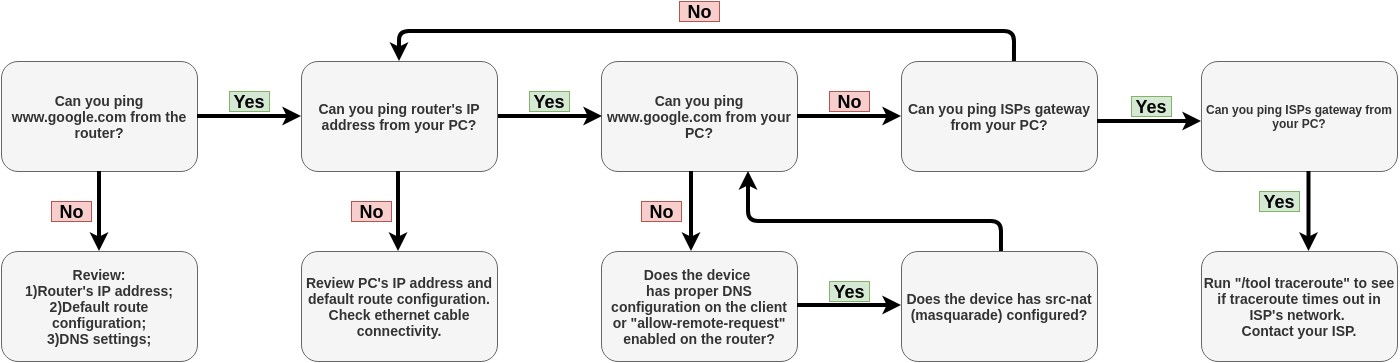 No
Can you ping
www.google.com from the
router?
Yes
Can you ping router's IP
address from your PC?
Yes
Can you ping
www.google.com from your
PC?
No
Can you ping ISPs gateway
from your PC?
Yes
Can you ping ISPs gateway from
your PC?
No
No
No
Yes
Review:
1)Router's IP address;
2)Default route
configuration;
3)DNS settings;
Review PC's IP address and
default route configuration.
Check ethernet cable
connectivity.
Does the device
has proper DNS
configuration on the client
or "allow-remote-request"
enabled on the router?
Yes
Does the device has src-nat
(masquarade) configured?
Run "/tool traceroute" to see
if traceroute times out in
ISP's network.
Contact your ISP.